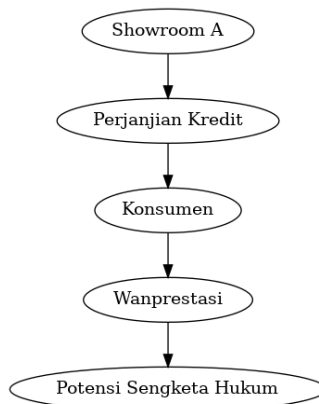 Showroom A
Perjanjian Kredit
Konsumen
Wanprestasi
Potensi Sengketa Hukum